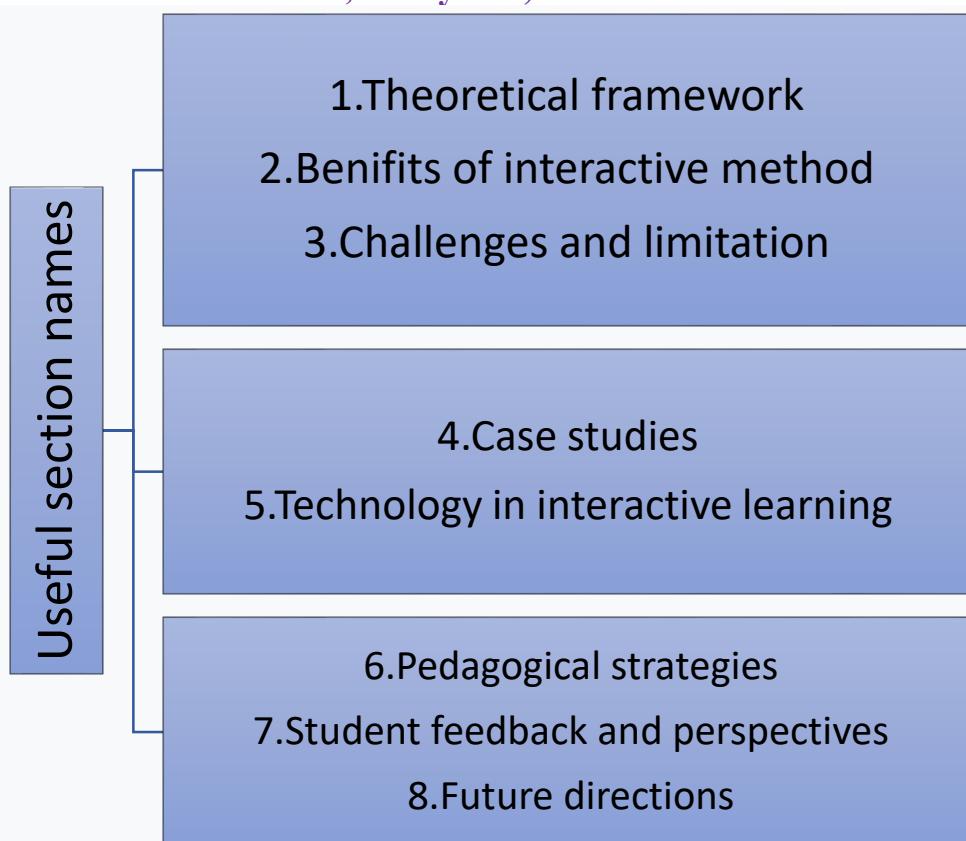 Useful section names
1.Theoretical framework
2.Benifits of interactive method
3.Challenges and limitation
4.Case studies
5.Technology in interactive learning
6.Pedagogical strategies
7.Student feedback and perspectives
8.Future directions